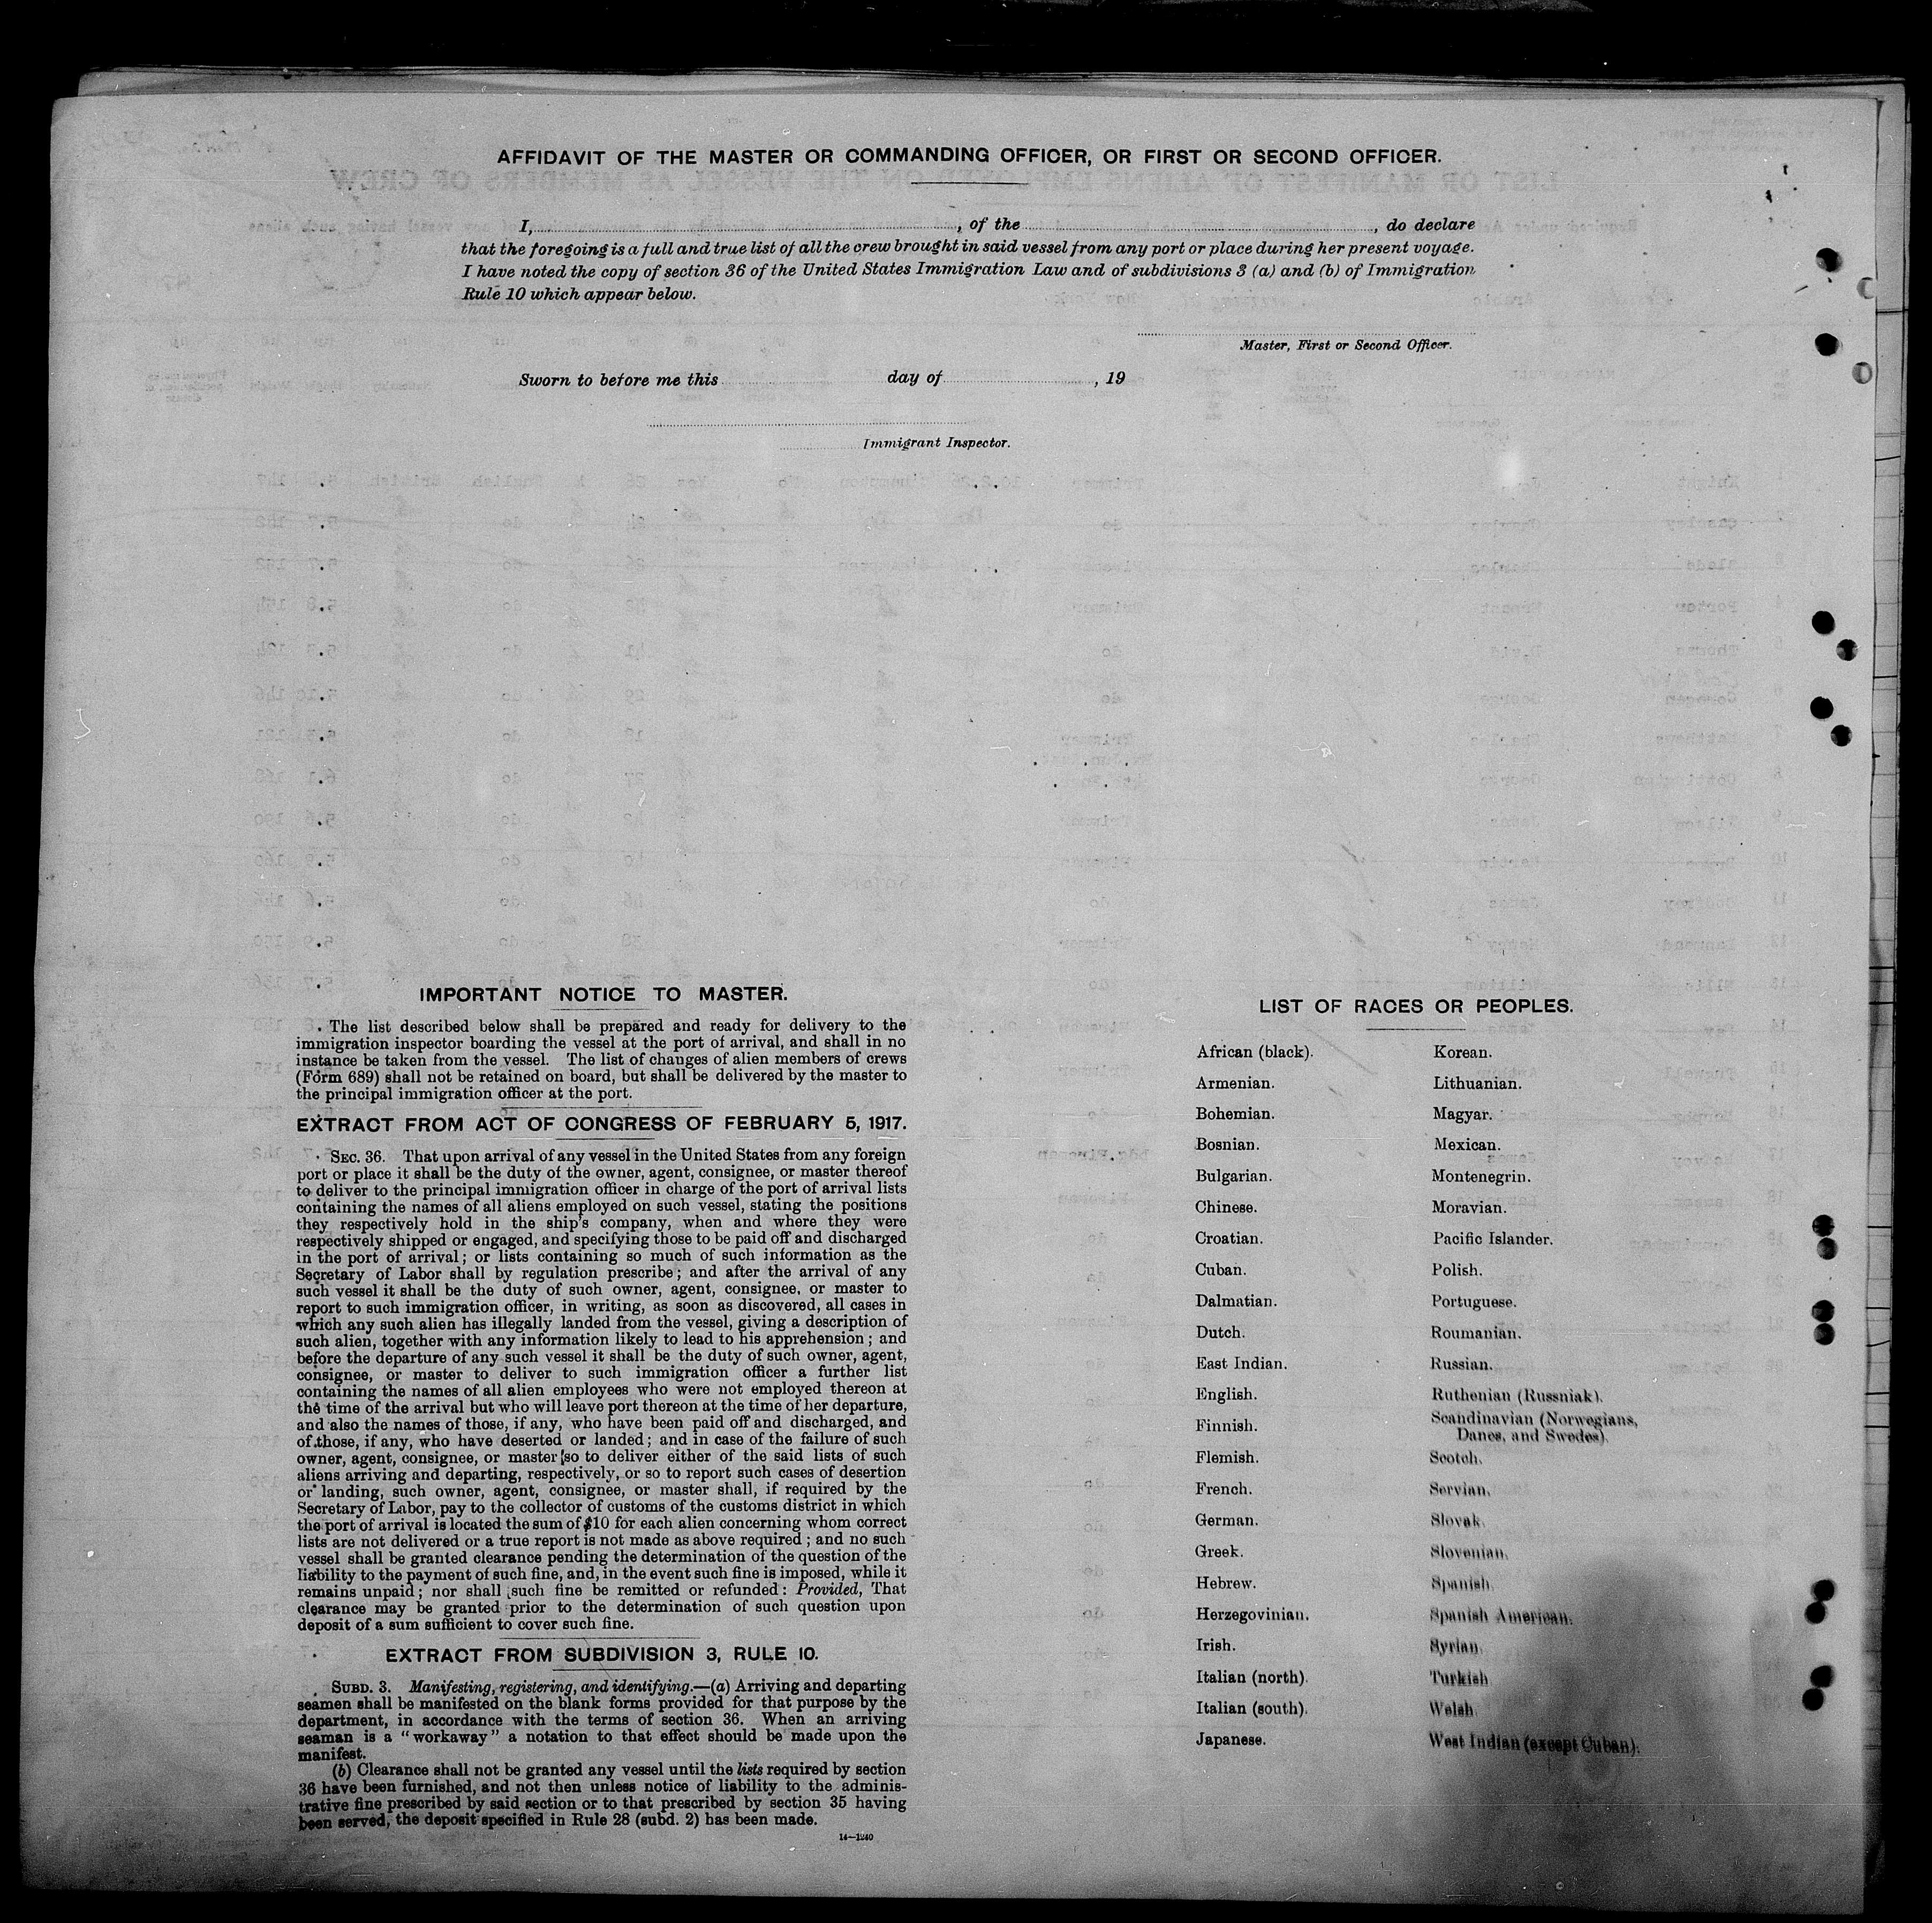 AFFIDAVIT OF THE MASTER OR COMMANDING OFFICER, OR FIRST OR SECOND OFFICER.
I, , of the , do declare
that the foregoing is a full and true list of all the crew brought in said vessel from any port or place during her present voyage.
I have noted the copy of section 36 of the United States Immigration Law and of subdivisions 3 (a) and (b) of Immigration
Rule 10 which appear below.
Master, First or Second Officer.
Sworn to before me this day of , 19
Immigrant Inspector.
IMPORTANT NOTICE TO MASTER.
The list described below shall be prepared and ready for delivery to the
immigration inspector boarding the vessel at the port of arrival, and shall in no
instance be taken from the vessel. The list of changes of alien members of crews
(Form 689) shall not be retained on board, but shall be delivered by the master to
the principal immigration officer at the port.
EXTRACT FROM ACT OF CONGRESS OF FEBRUARY 5, 1917.
SEC. 36. That upon arrival of any vessel in the United States from any foreign
port or place it shall be the duty of the owner, agent, consignee, or master thereof
to deliver to the principal immigration officer in charge of the port of arrival lists
containing the names of all aliens employed on such vessel, stating the positions
they respectively hold in the ship's company, when and where they were
respectively shipped or engaged, and specifying those to be paid off and discharged
in the port of arrival; or lists containing so much of such information as the
Secretary of Labor shall by regulation prescribe; and after the arrival of any
such vessel it shall be the duty of such owner, agent, consignee, or master to
report to such immigration officer, in writing, as soon as discovered, all cases in
which any such alien has illegally landed from the vessel, giving a description of
such alien, together with any information likely to lead to his apprehension; and
before the departure of any such vessel it shall be the duty of such owner, agent,
consignee, or master to deliver to such immigration officer a further list
containing the names of all alien employees who were not employed thereon at
the time of the arrival but who will leave port thereon at the time of her departure,
and also the names of those, if any, who have been paid off and discharged, and
of those, if any, who have deserted or landed; and in case of the failure of such
owner, agent, consignee, or master so to deliver either of the said lists of such
aliens arriving and departing, respectively, or so to report such cases of desertion
or landing, such owner, agent, consignee, or master shall, if required by the
Secretary of Labor, pay to the collector of customs of the customs district in which
the port of arrival is located the sum of $10 for each alien concerning whom correct
lists are not delivered or a true report is not made as above required; and no such
vessel shall be granted clearance pending the determination of the question of the
liability to the payment of such fine, and, in the event such fine is imposed, while it
remains unpaid; nor shall such fine be remitted or refunded: Provided, That
clearance may be granted prior to the determination of such question upon
deposit of a sum sufficient to cover such fine.
EXTRACT FROM SUBDIVISION 3, RULE 10.
SUBD. 3. Manifesting, registering, and identifying.—(a) Arriving and departing
seamen shall be manifested on the blank forms provided for that purpose by the
department, in accordance with the terms of section 36. When an arriving
seaman is a "workaway" a notation to that effect should be made upon the
manifest.
(b) Clearance shall not be granted any vessel until the lists required by section
36 have been furnished, and not then unless notice of liability to the adminis-
trative fine prescribed by said section or to that prescribed by section 35 having
been served, the deposit specified in Rule 28 (subd. 2) has been made.
14—1240
LIST OF RACES OR PEOPLES.
African (black).
Armenian.
Bohemian.
Bosnian.
Bulgarian.
Chinese.
Croatian.
Cuban.
Dalmatian.
Dutch.
East Indian.
English.
Finnish.
Flemish.
French.
German.
Greek.
Hebrew.
Herzegovinian.
Irish.
Italian (north).
Italian (south).
Japanese.
Korean.
Lithuanian.
Magyar.
Mexican.
Montenegrin.
Moravian.
Pacific Islander.
Polish.
Portuguese.
Roumanian.
Russian.
Ruthenian (Russniak).
Scandinavian (Norwegians,
Danes, and Swedes).
Scotch.
Servian.
Slovak.
Slovenian.
Spanish.
Spanish American.
Syrian.
Turkish.
Welsh.
West Indian (except Cuban).